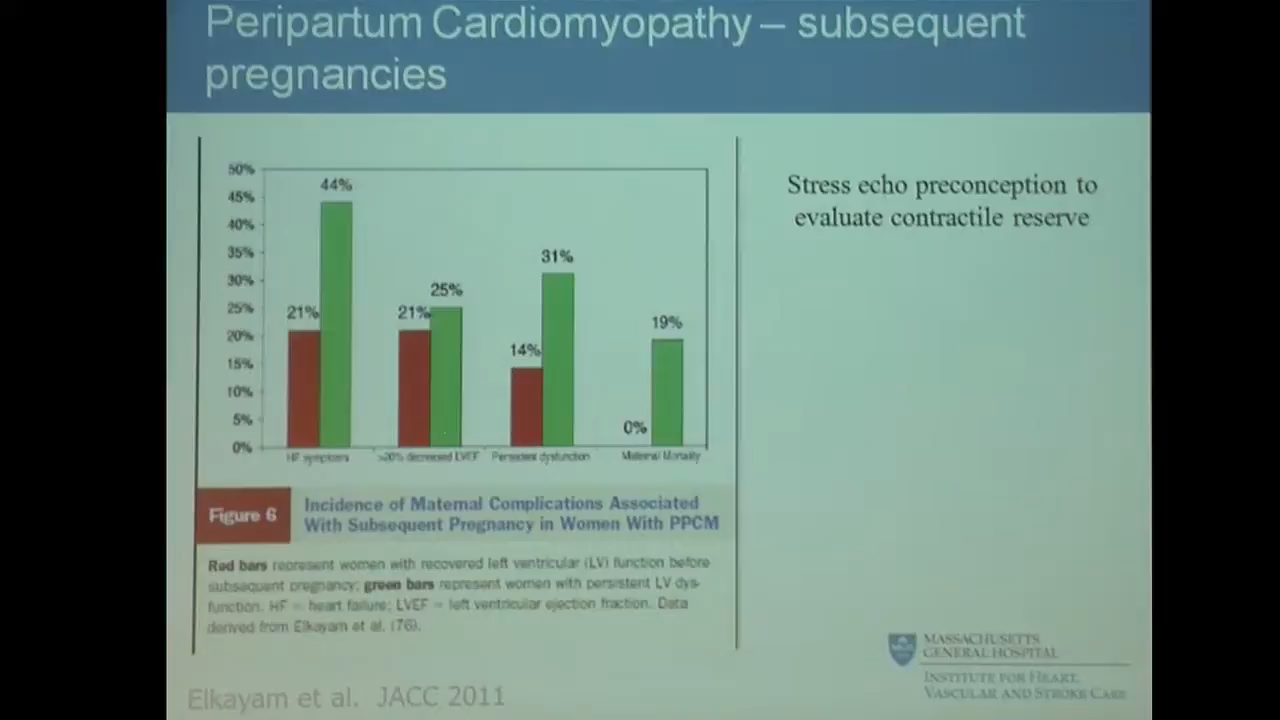 Peripartum Cardiomyopathy – subsequent
pregnancies
50%
45%
40%
35%
30%
25%
20%
15%
10%
5%
0%
21%
44%
21%
25%
14%
31%
0%
19%
HF symptoms
>20% decreased LVEF
Persistent dysfunction
Maternal Mortality
Figure 6
Incidence of Maternal Complications Associated
With Subsequent Pregnancy in Women With PPCM
Red bars represent women with recovered left ventricular (LV) function before
subsequent pregnancy; green bars represent women with persistent LV dys-
function. HF = heart failure; LVEF = left ventricular ejection fraction. Data
derived from Elkayam et al. (76).
Stress echo preconception to
evaluate contractile reserve
Elkayam et al. JACC 2011
MASSACHUSETTS
GENERAL HOSPITAL
INSTITUTE FOR HEART,
VASCULAR AND STROKE CARE